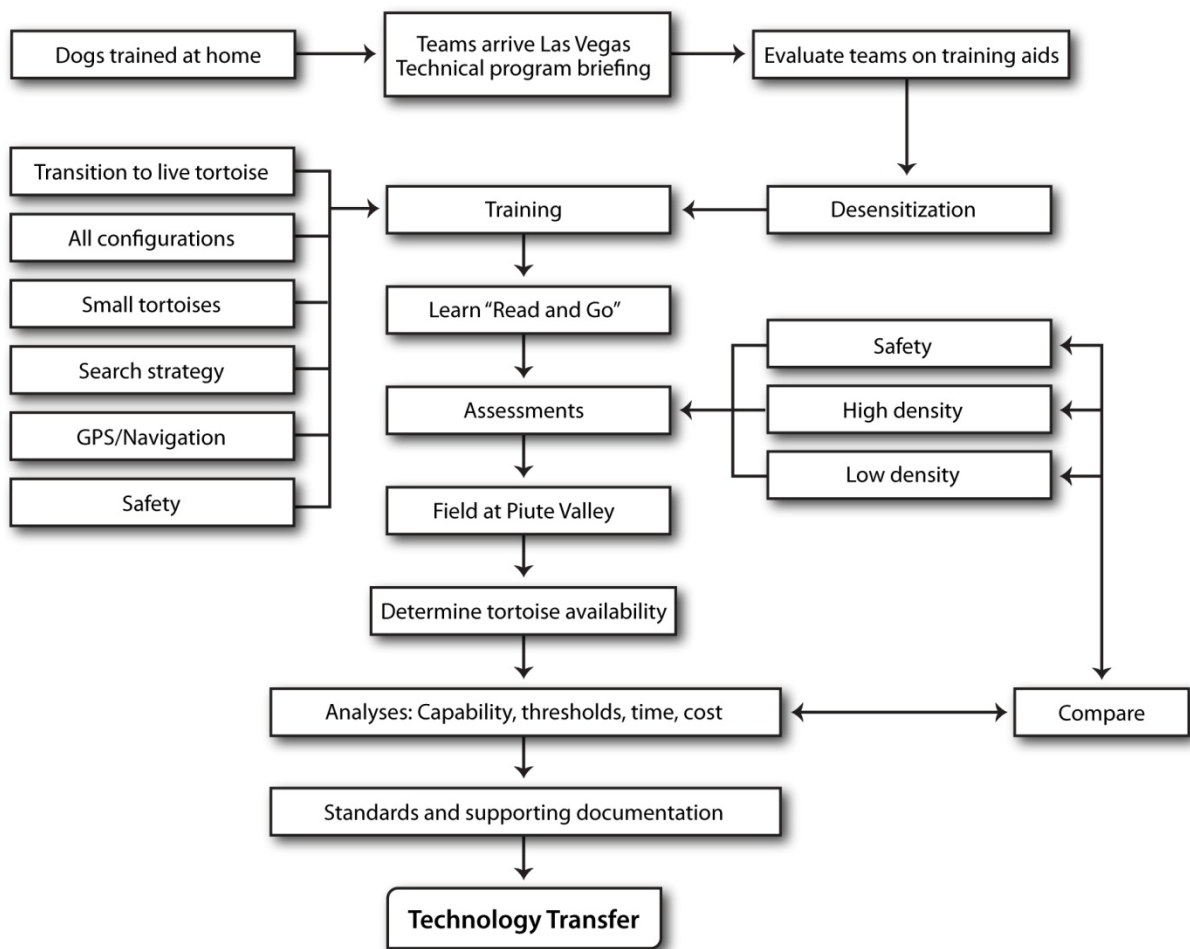 Dogs trained at home
Teams arrive Las Vegas
Technical program briefing
Evaluate teams on training aids
Transition to live tortoise
All configurations
Small tortoises
Search strategy
GPS/Navigation
Safety
Training
Desensitization
Learn “Read and Go”
Assessments
Safety
High density
Low density
Field at Piute Valley
Determine tortoise availability
Analyses: Capability, thresholds, time, cost
Compare
Standards and supporting documentation
Technology Transfer